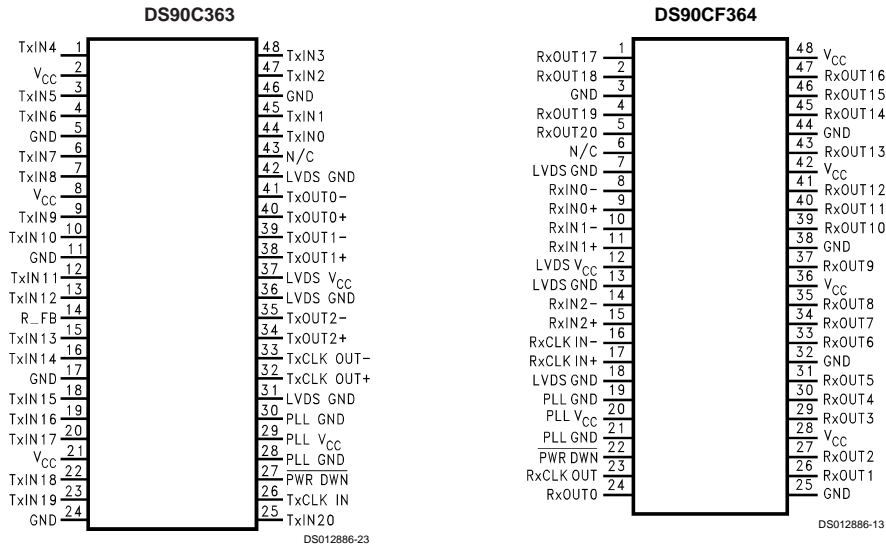 DS90C363
TxIN4 1
VCC 2
TxIN5 3
TxIN6 4
GND 5
TxIN7 6
TxIN8 7
VCC 8
TxIN9 9
TxIN10 10
GND 11
TxIN11 12
TxIN12 13
R_FB 14
TxIN13 15
TxIN14 16
GND 17
TxIN15 18
TxIN16 19
TxIN17 20
VCC 21
TxIN18 22
TxIN19 23
GND 24
48 TxIN3
47 TxIN2
46 GND
45 TxIN1
44 TxIN0
43 N/C
42 LVDS GND
41 TxOUT0-
40 TxOUT0+
39 TxOUT1-
38 TxOUT1+
37 LVDS VCC
36 LVDS GND
35 TxOUT2-
34 TxOUT2+
33 TxCLK OUT-
32 TxCLK OUT+
31 LVDS GND
30 PLL GND
29 PLL VCC
28 PLL GND
27 PWR DWN
26 TxCLK IN
25 TxIN20
DS012886-23
DS90CF364
RxOUT17 1
RxOUT18 2
GND 3
RxOUT19 4
RxOUT20 5
N/C 6
LVDS GND 7
RxIN0- 8
RxIN0+ 9
RxIN1- 10
RxIN1+ 11
LVDS VCC 12
LVDS GND 13
RxIN2- 14
RxIN2+ 15
RxCLK IN- 16
RxCLK IN+ 17
LVDS GND 18
PLL GND 19
PLL VCC 20
PLL GND 21
PWR DWN 22
RxCLK OUT 23
RxOUT0 24
48 VCC
47 RxOUT16
46 RxOUT15
45 RxOUT14
44 GND
43 RxOUT13
42 VCC
41 RxOUT12
40 RxOUT11
39 RxOUT10
38 GND
37 RxOUT9
36 VCC
35 RxOUT8
34 RxOUT7
33 RxOUT6
32 GND
31 RxOUT5
30 RxOUT4
29 RxOUT3
28 VCC
27 RxOUT2
26 RxOUT1
25 GND
DS012886-13